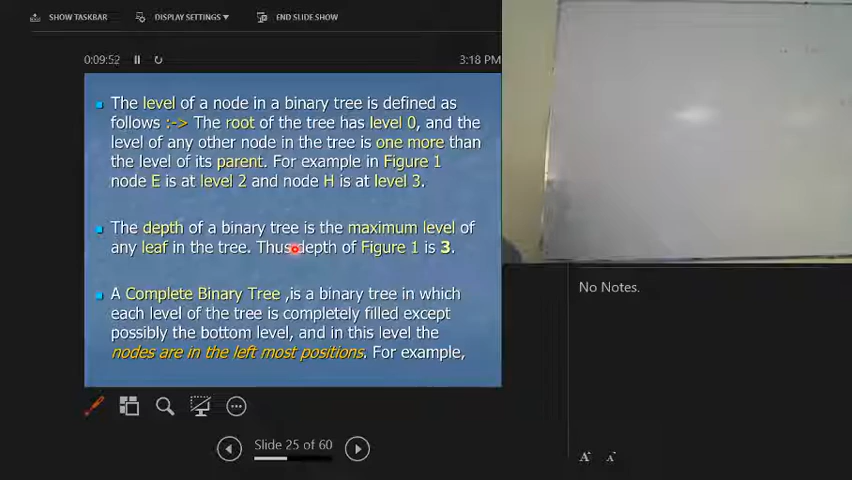 SHOW TASKBAR
DISPLAY SETTINGS ▾
END SLIDE SHOW
0:09:52
3:18 PM
The level of a node in a binary tree is defined as
follows :-> The root of the tree has level 0, and the
level of any other node in the tree is one more than
the level of its parent. For example in Figure 1
node E is at level 2 and node H is at level 3.
The depth of a binary tree is the maximum level of
any leaf in the tree. Thus depth of Figure 1 is 3.
A Complete Binary Tree ,is a binary tree in which
each level of the tree is completely filled except
possibly the bottom level, and in this level the
nodes are in the left most positions. For example,
No Notes.
Slide 25 of 60
A A